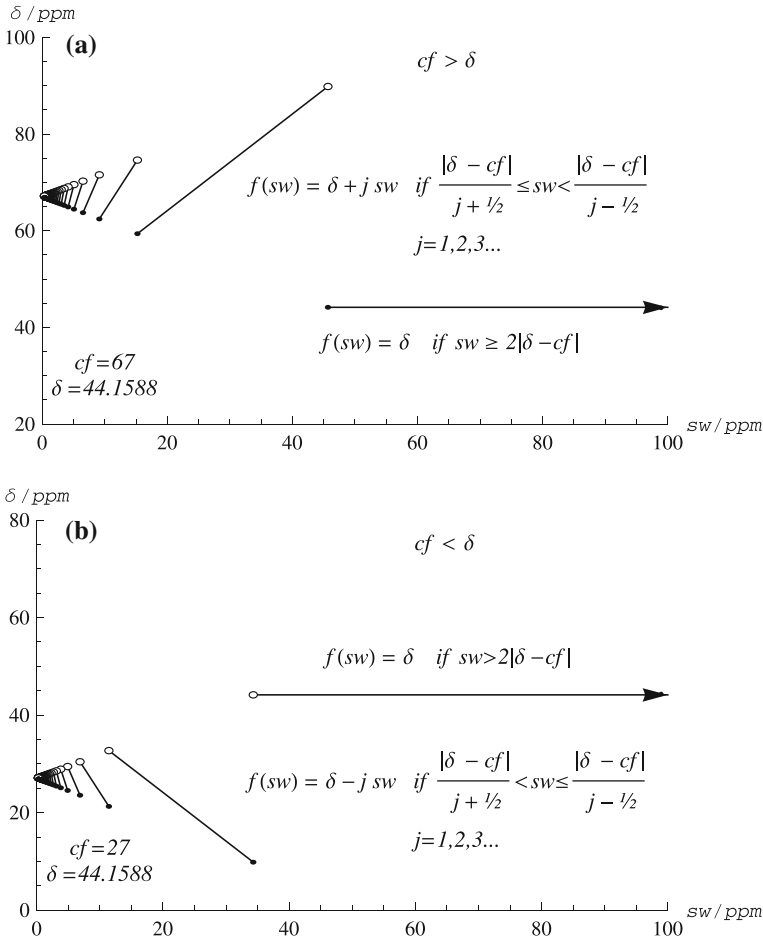 δ/ppm
(a)
100
80
60
40
20
cf > δ
f(sw) = δ + j sw if |δ − cf| / (j + ½) ≤ sw < |δ − cf| / (j − ½)
j=1,2,3...
f(sw) = δ if sw ≥ 2|δ −cf|
cf=67
δ =44.1588
0 20 40 60 80 100 sw/ppm
δ/ppm
(b)
80
60
40
20
0
cf < δ
f(sw) = δ if sw>2|δ −cf|
f(sw) = δ − j sw if |δ − cf| / (j + ½) < sw ≤ |δ − cf| / (j − ½)
j=1,2,3...
cf=27
δ =44.1588
0 20 40 60 80 100 sw/ppm